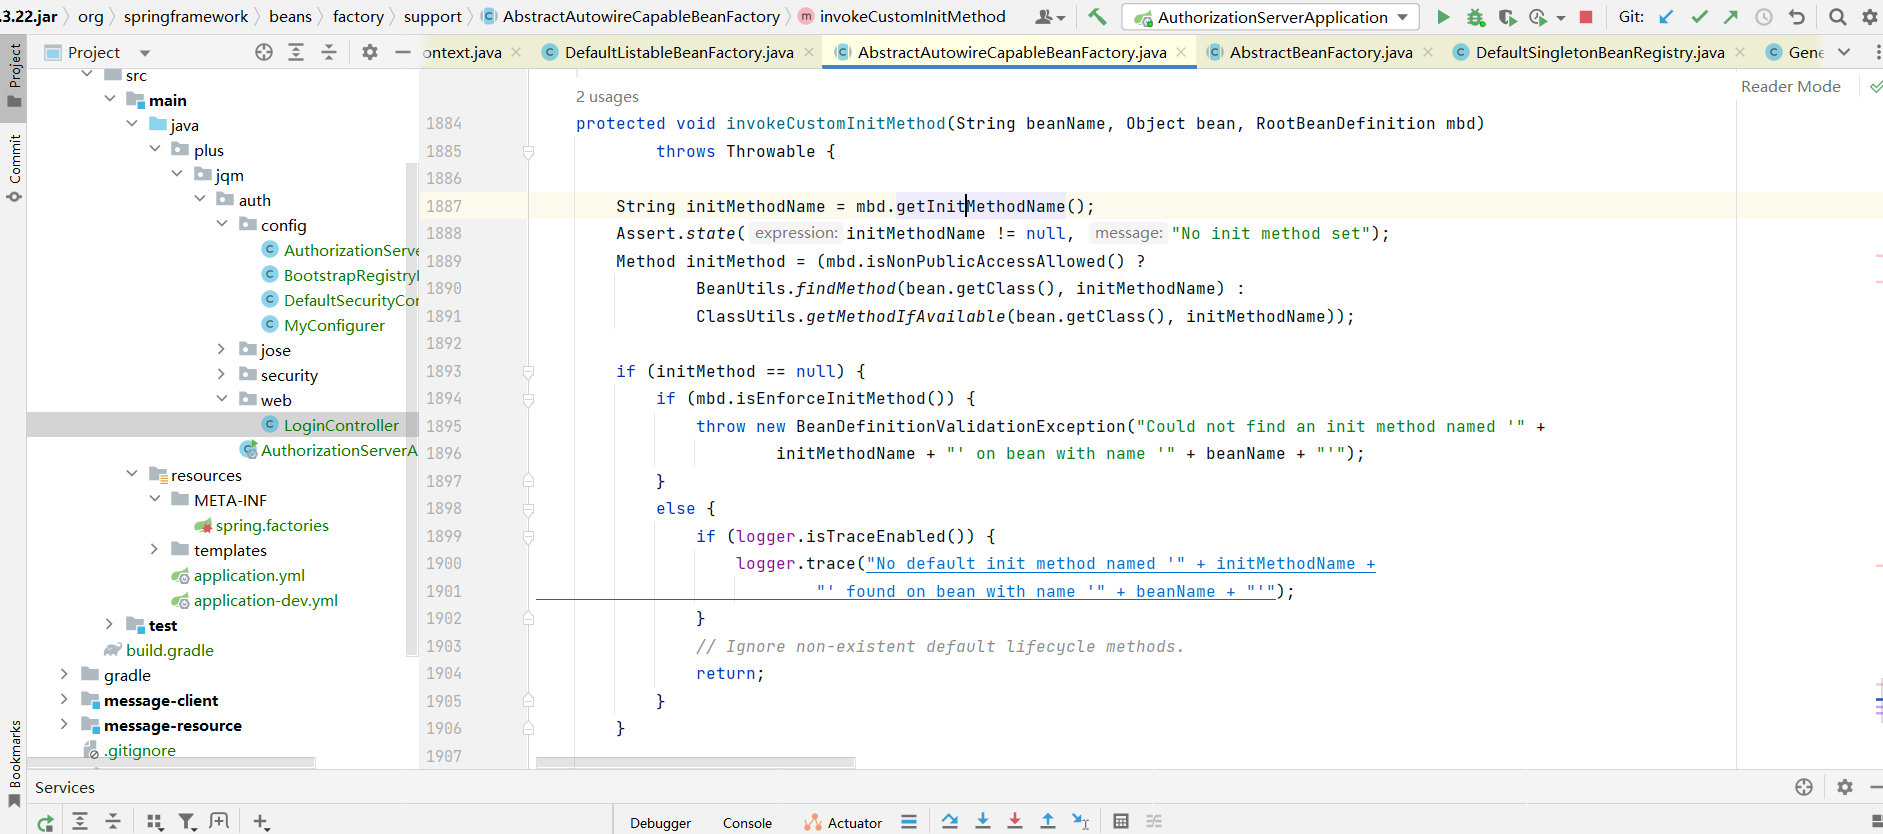 3.22.jar org springframework beans factory support AbstractAutowireCapableBeanFactory invokeCustomInitMethod AuthorizationServerApplication Git:
Project
ontext.java DefaultListableBeanFactory.java AbstractAutowireCapableBeanFactory.java AbstractBeanFactory.java DefaultSingletonBeanRegistry.java Gene
Project
Commit
Bookmarks
src
main
java
plus
jqm
auth
config
AuthorizationServe
BootstrapRegistryI
DefaultSecurityCon
MyConfigurer
jose
security
web
LoginController
AuthorizationServerA
resources
META-INF
spring.factories
templates
application.yml
application-dev.yml
test
build.gradle
gradle
message-client
message-resource
.gitignore
Reader Mode
2 usages
1884 protected void invokeCustomInitMethod(String beanName, Object bean, RootBeanDefinition mbd)
1885 throws Throwable {
1886
1887 String initMethodName = mbd.getInitMethodName();
1888 Assert.state( expression: initMethodName != null, message: "No init method set");
1889 Method initMethod = (mbd.isNonPublicAccessAllowed() ?
1890 BeanUtils.findMethod(bean.getClass(), initMethodName) :
1891 ClassUtils.getMethodIfAvailable(bean.getClass(), initMethodName));
1892
1893 if (initMethod == null) {
1894 if (mbd.isEnforceInitMethod()) {
1895 throw new BeanDefinitionValidationException("Could not find an init method named '" +
1896 initMethodName + "' on bean with name '" + beanName + "'");
1897 }
1898 else {
1899 if (logger.isTraceEnabled()) {
1900 logger.trace("No default init method named '" + initMethodName +
1901 "' found on bean with name '" + beanName + "'");
1902 }
1903 // Ignore non-existent default lifecycle methods.
1904 return;
1905 }
1906 }
1907
Services
Debugger Console Actuator